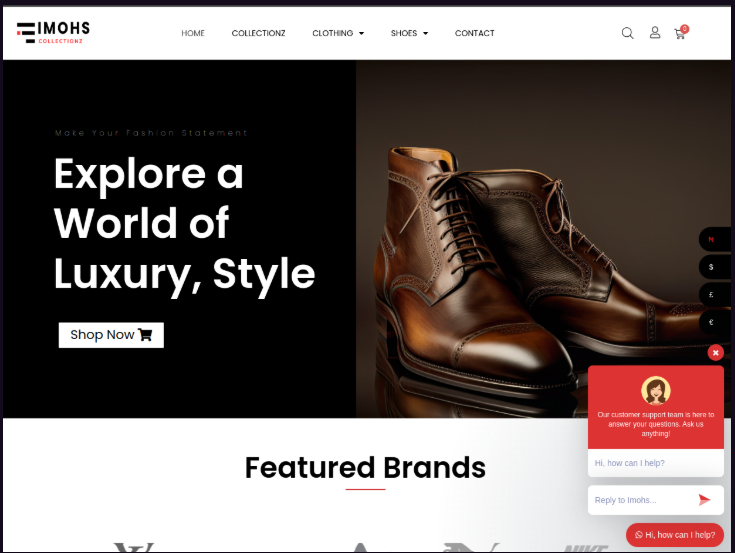 IMOHS
COLLECTIONZ
HOME COLLECTIONZ CLOTHING SHOES CONTACT
0
Make Your Fashion Statement
Explore a
World of
Luxury, Style
Shop Now
₦
$
£
€
Our customer support team is here to
answer your questions. Ask us
anything!
Hi, how can I help?
Reply to Imohs...
Hi, how can I help?
Featured Brands
NIKE